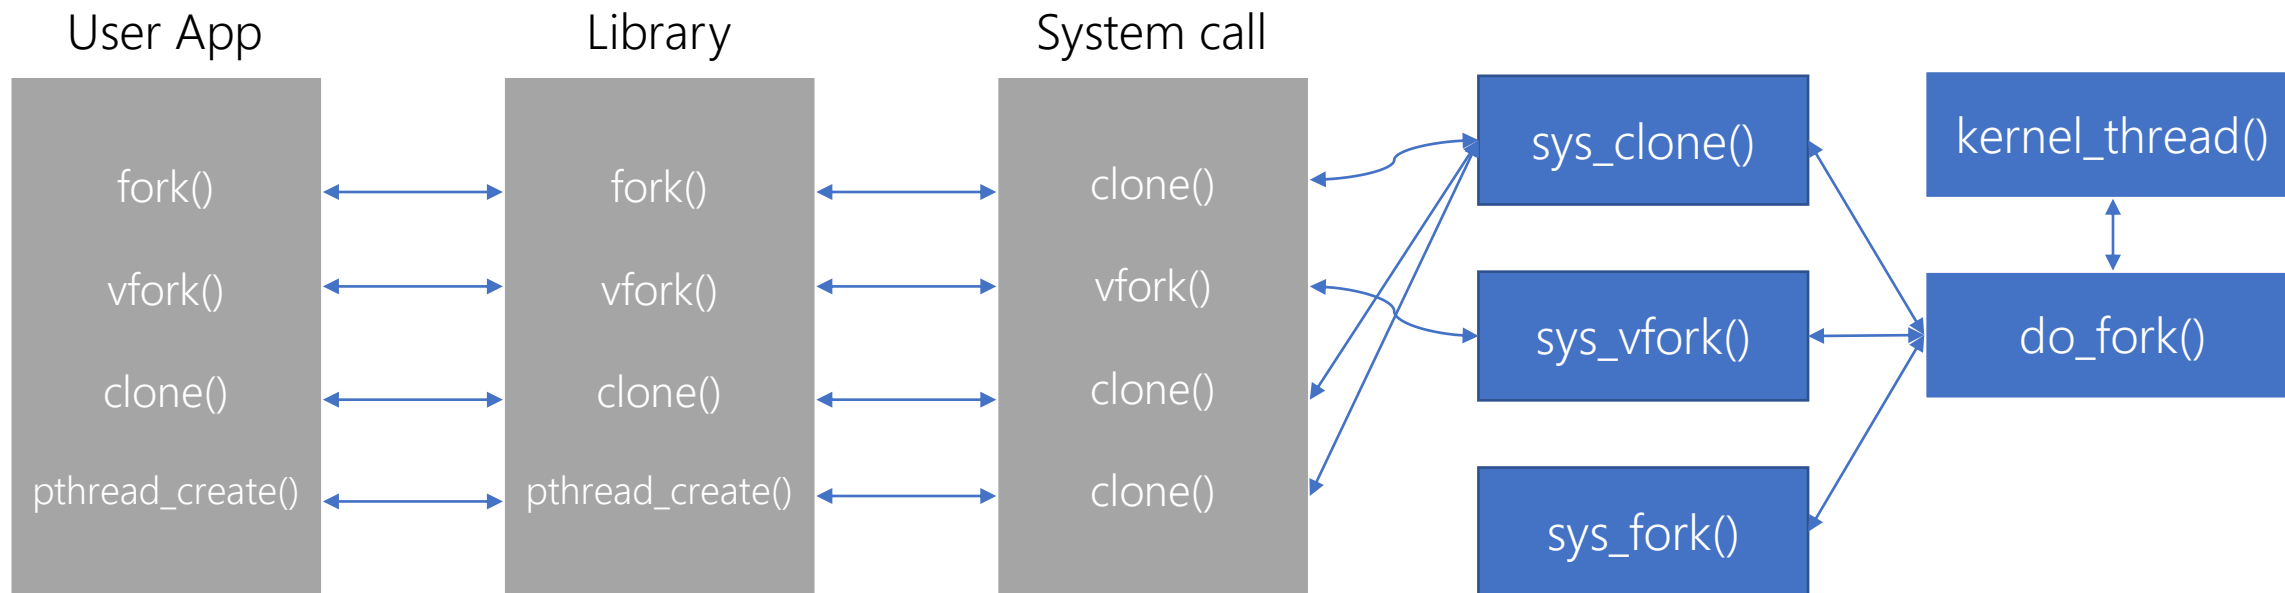 User App
fork()
vfork()
clone()
pthread_create()
Library
fork()
vfork()
clone()
pthread_create()
System call
clone()
vfork()
clone()
clone()
sys_clone()
sys_vfork()
sys_fork()
kernel_thread()
do_fork()